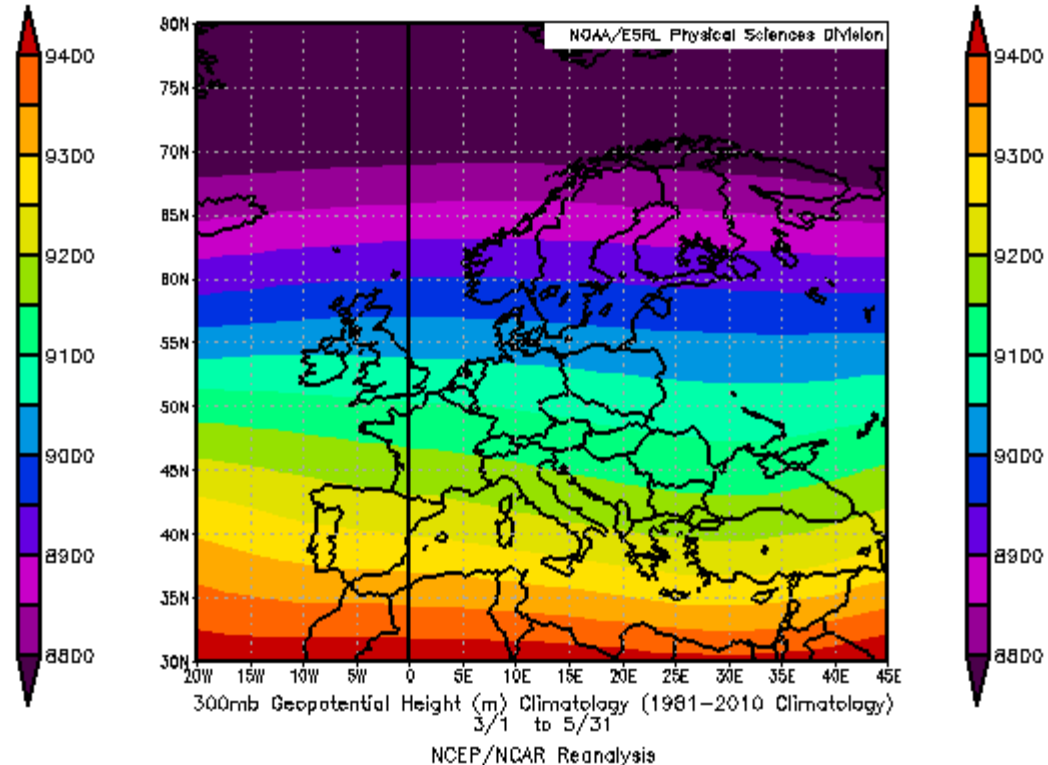 NOAA/ESRL Physical Sciences Division
9400
9300
9200
9100
9000
8900
8800
80N
75N
70N
65N
60N
55N
50N
45N
40N
35N
30N
20W 15W 10W 5W 0 5E 10E 15E 20E 25E 30E 35E 40E 45E
9400
9300
9200
9100
9000
8900
8800
300mb Geopotential Height (m) Climatology (1981-2010 Climatology)
3/1 to 5/31
NCEP/NCAR Reanalysis